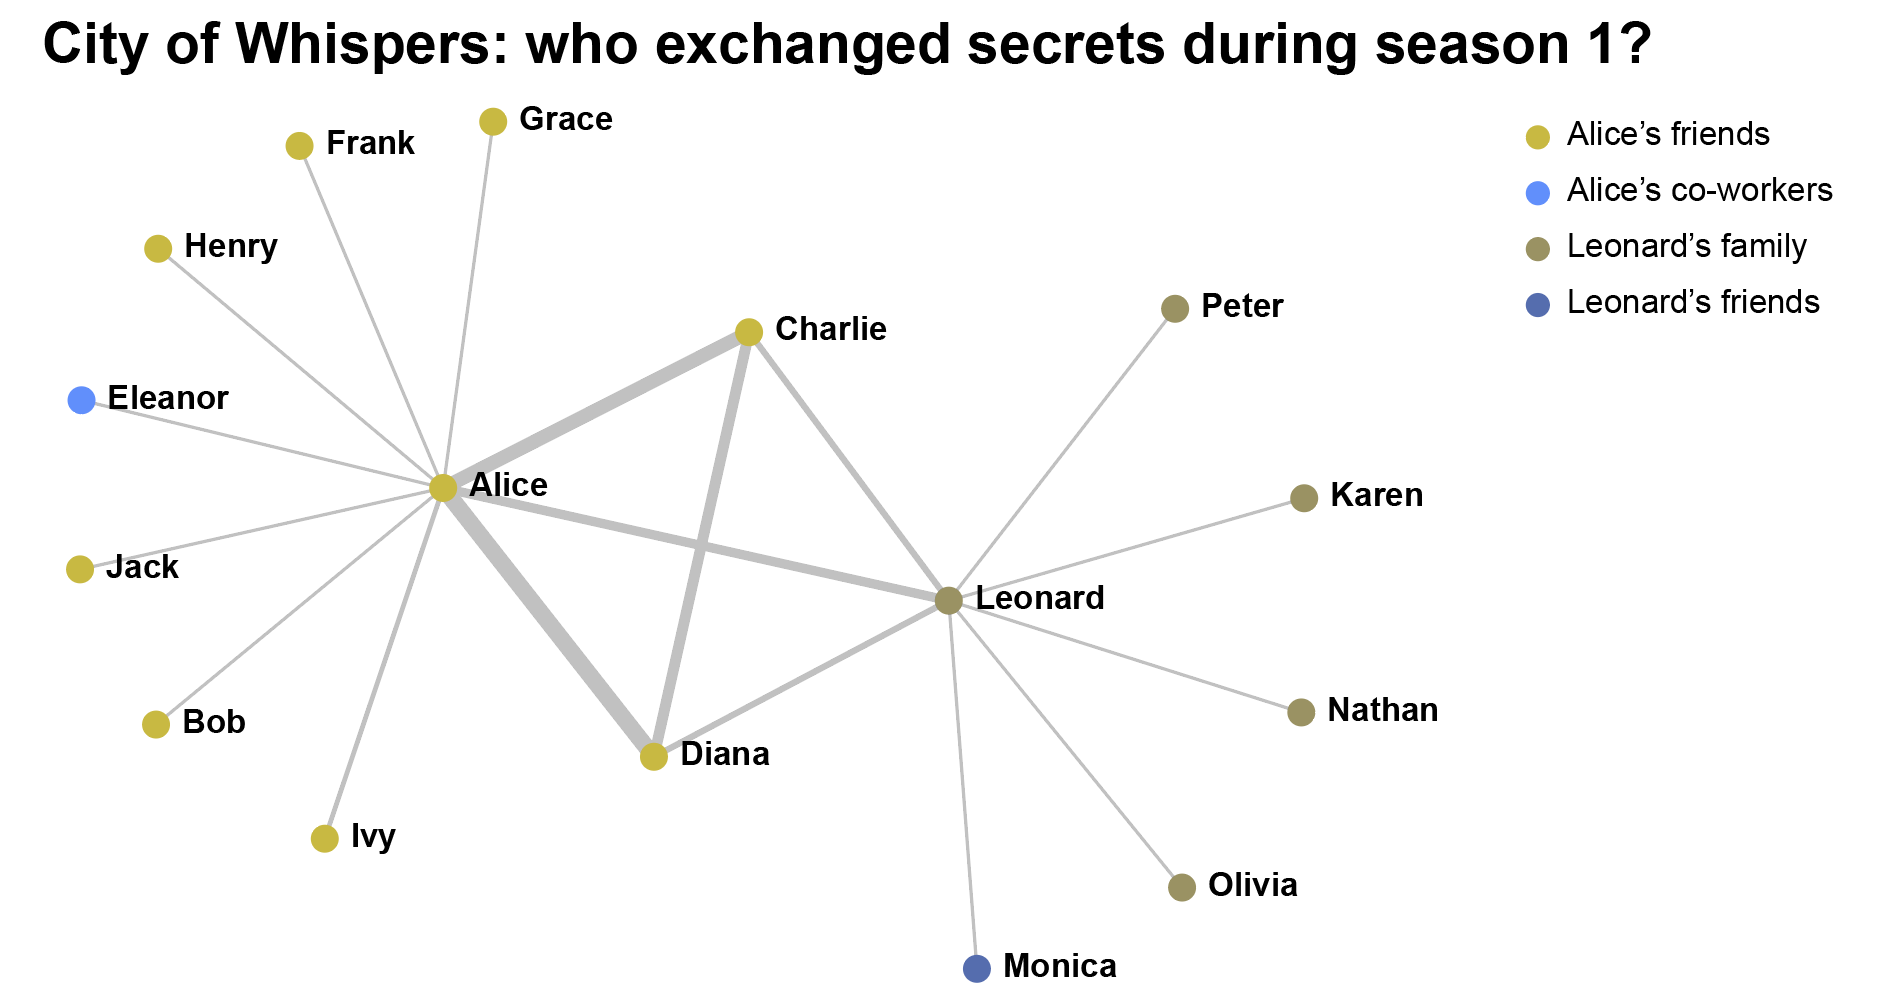 City of Whispers: who exchanged secrets during season 1?
Grace
Frank
Alice’s friends
Alice’s co-workers
Henry
Leonard’s family
Leonard’s friends
Peter
Charlie
Eleanor
Alice
Karen
Jack
Leonard
Nathan
Bob
Diana
Ivy
Olivia
Monica